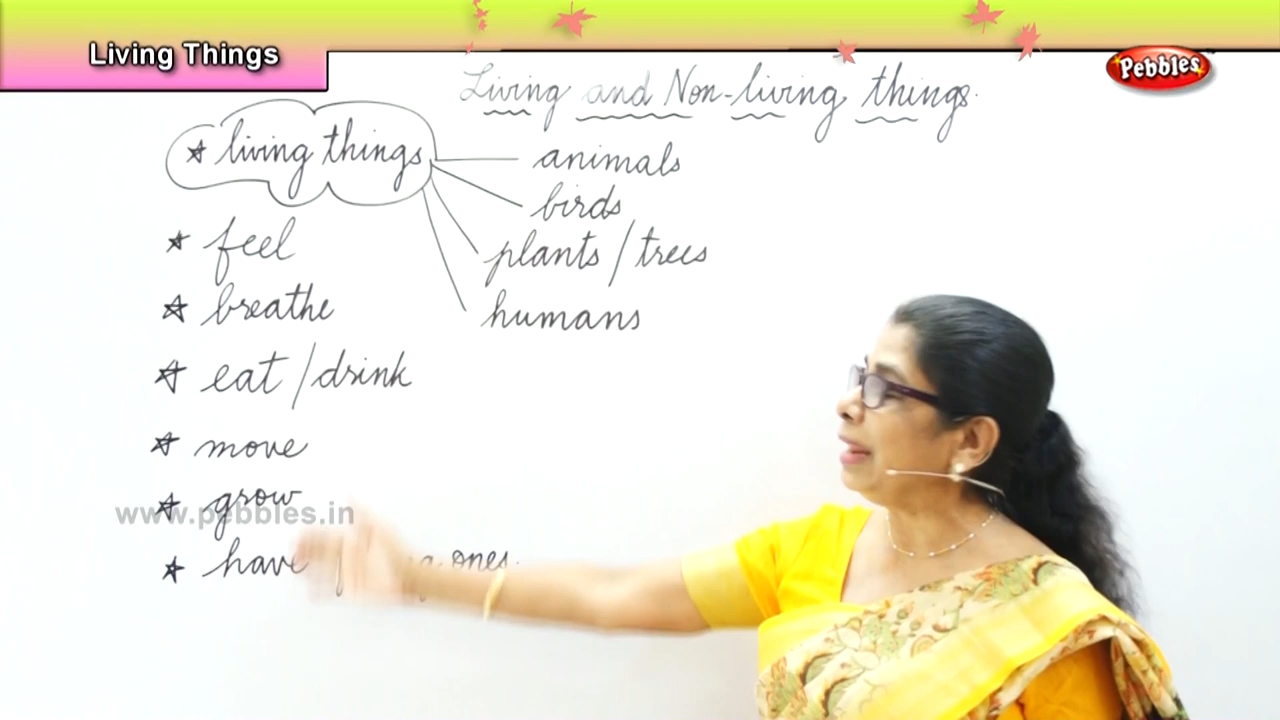 Living Things
Pebbles
Living and Non-living things.
living things
animals
birds
plants / trees
humans
feel
breathe
eat / drink
move
grow
www.pebbles.in
have ones.